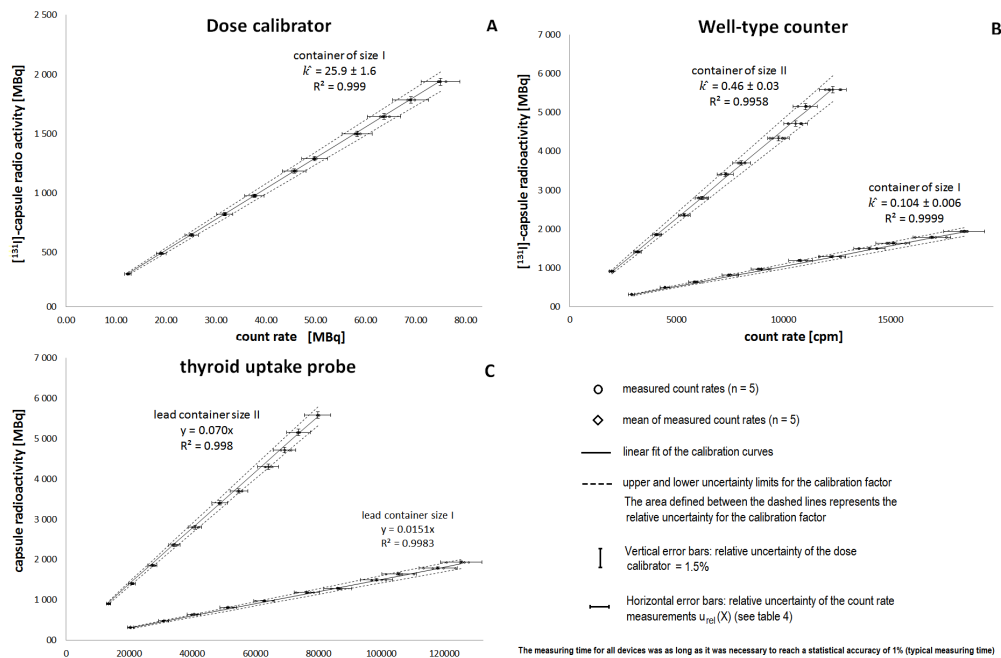 Dose calibrator
A
2 500
2 000
1 500
1 000
500
00
[¹³¹I]-capsule radio activity [MBq]
container of size I
k̂ = 25.9 ± 1.6
R² = 0.999
0.00 10.00 20.00 30.00 40.00 50.00 60.00 70.00 80.00
count rate [MBq]
Well-type counter
B
7 000
6 000
5 000
4 000
3 000
2 000
1 000
00
[¹³¹I]-capsule radioactivity [MBq]
container of size II
k̂ = 0.46 ± 0.03
R² = 0.9958
container of size I
k̂ = 0.104 ± 0.006
R² = 0.9999
0 5000 10000 15000
count rate [cpm]
thyroid uptake probe
C
7 000
6 000
5 000
4 000
3 000
2 000
1 000
00
capsule radioactivity [MBq]
lead container size II
y = 0.070x
R² = 0.998
lead container size I
y = 0.0151x
R² = 0.9983
0 20000 40000 60000 80000 100000 120000
measured count rates (n = 5)
mean of measured count rates (n = 5)
linear fit of the calibration curves
upper and lower uncertainty limits for the calibration factor
The area defined between the dashed lines represents the
relative uncertainty for the calibration factor
Vertical error bars: relative uncertainty of the dose
calibrator = 1.5%
Horizontal error bars: relative uncertainty of the count rate
measurements u_rel(X) (see table 4)
The measuring time for all devices was as long as it was necessary to reach a statistical accuracy of 1% (typical measuring time)